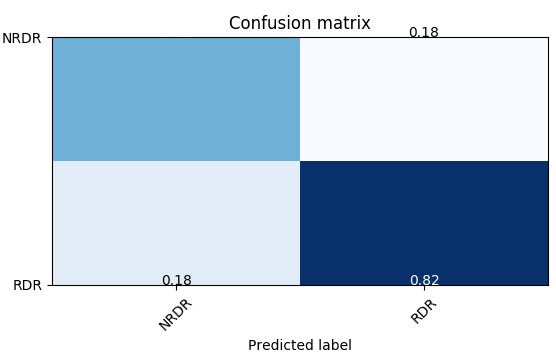 Confusion matrix
NRDR
0.18
RDR
0.18
0.82
NRDR
RDR
Predicted label